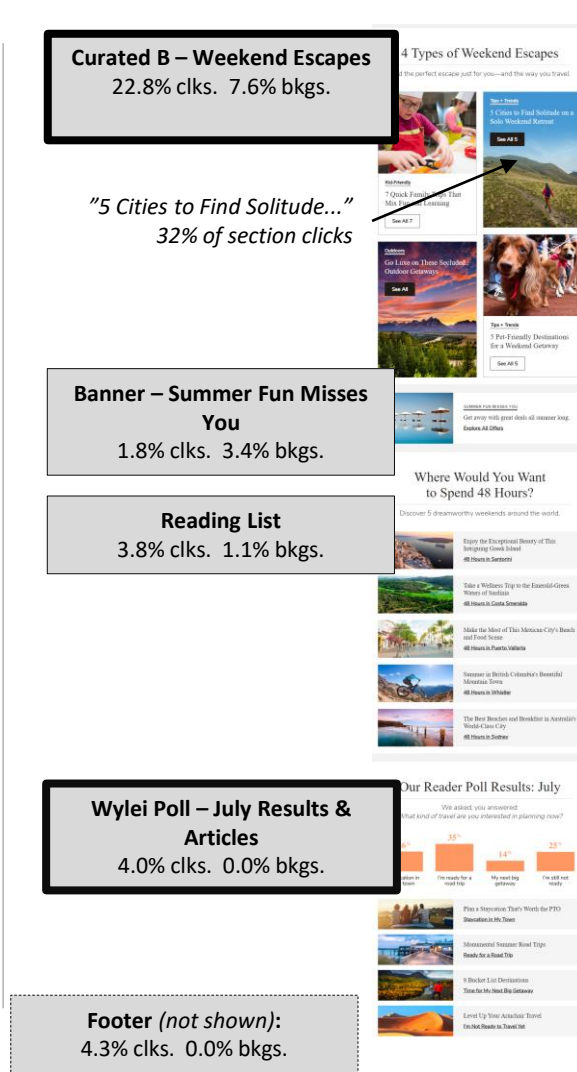 Curated B – Weekend Escapes
22.8% clks.  7.6% bkgs.
”5 Cities to Find Solitude...”
32% of section clicks
Banner – Summer Fun Misses
You
1.8% clks.  3.4% bkgs.
Reading List
3.8% clks.  1.1% bkgs.
Wylei Poll – July Results &
Articles
4.0% clks.  0.0% bkgs.
Footer (not shown):
4.3% clks.  0.0% bkgs.
4 Types of Weekend Escapes
the perfect escape just for you—and the way you travel.
Kid-Friendly
7 Quick Family Trips That
Mix Fun and Learning
See All 7
Tips + Trends
5 Cities to Find Solitude on a
Solo Weekend Retreat
See All 5
Outdoors
Go Luxe on These Secluded
Outdoor Getaways
See All
Tips + Trends
5 Pet-Friendly Destinations
for a Weekend Getaway
See All 5
SUMMER FUN MISSES YOU
Get away with great deals all summer long.
Explore All Offers
Where Would You Want
to Spend 48 Hours?
Discover 5 dreamworthy weekends around the world.
Enjoy the Exceptional Beauty of This
Intriguing Greek Island
48 Hours in Santorini
Take a Wellness Trip to the Emerald-Green
Waters of Sardinia
48 Hours in Costa Smeralda
Make the Most of This Mexican City's Beach
and Food Scene
48 Hours in Puerto Vallarta
Summer in British Columbia's Beautiful
Mountain Town
48 Hours in Whistler
The Best Beaches and Breakfast in Australia's
World-Class City
48 Hours in Sydney
Our Reader Poll Results: July
We asked; you answered:
What kind of travel are you interested in planning now?
35%
14%
25%
I'm ready for a
road trip
My next big
getaway
I'm still not
ready
town
Plan a Staycation That's Worth the PTO
Staycation in My Town
Monumental Summer Road Trips
Ready for a Road Trip
9 Bucket List Destinations
Time for My Next Big Getaway
Level Up Your Armchair Travel
I'm Not Ready to Travel Yet